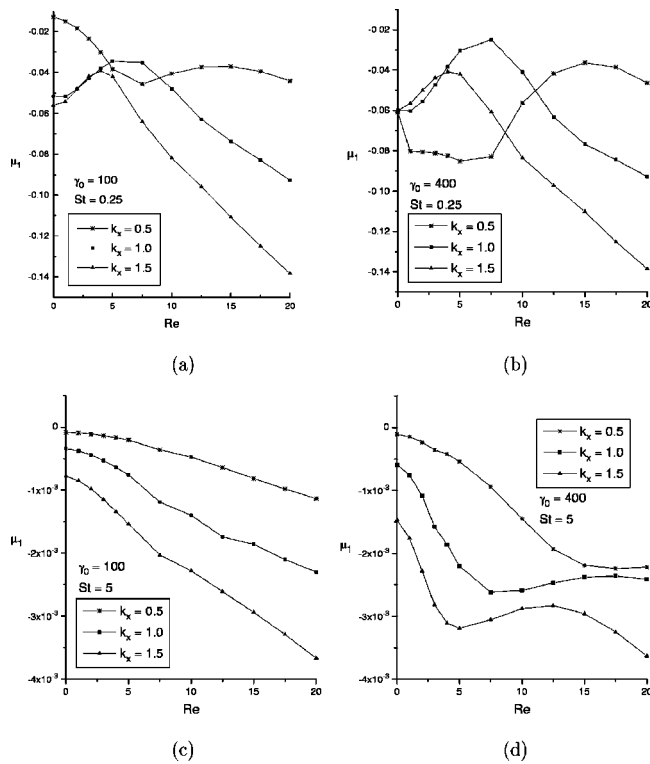 -0.02
-0.04
-0.06
μ₁ -0.08
-0.10
-0.12
-0.14
γ₀ = 100
St = 0.25
kₓ = 0.5
kₓ = 1.0
kₓ = 1.5
0 5 10 15 20
Re
(a)
-0.02
-0.04
-0.06
μ₁ -0.08
-0.10
-0.12
-0.14
γ₀ = 400
St = 0.25
kₓ = 0.5
kₓ = 1.0
kₓ = 1.5
0 5 10 15 20
Re
(b)
0
-1x10⁻³
μ₁ -2x10⁻³
-3x10⁻³
-4x10⁻³
γ₀ = 100
St = 5
kₓ = 0.5
kₓ = 1.0
kₓ = 1.5
0 5 10 15 20
Re
(c)
0
-1x10⁻³
μ₁ -2x10⁻³
-3x10⁻³
-4x10⁻³
kₓ = 0.5
kₓ = 1.0
kₓ = 1.5
γ₀ = 400
St = 5
0 5 10 15 20
Re
(d)